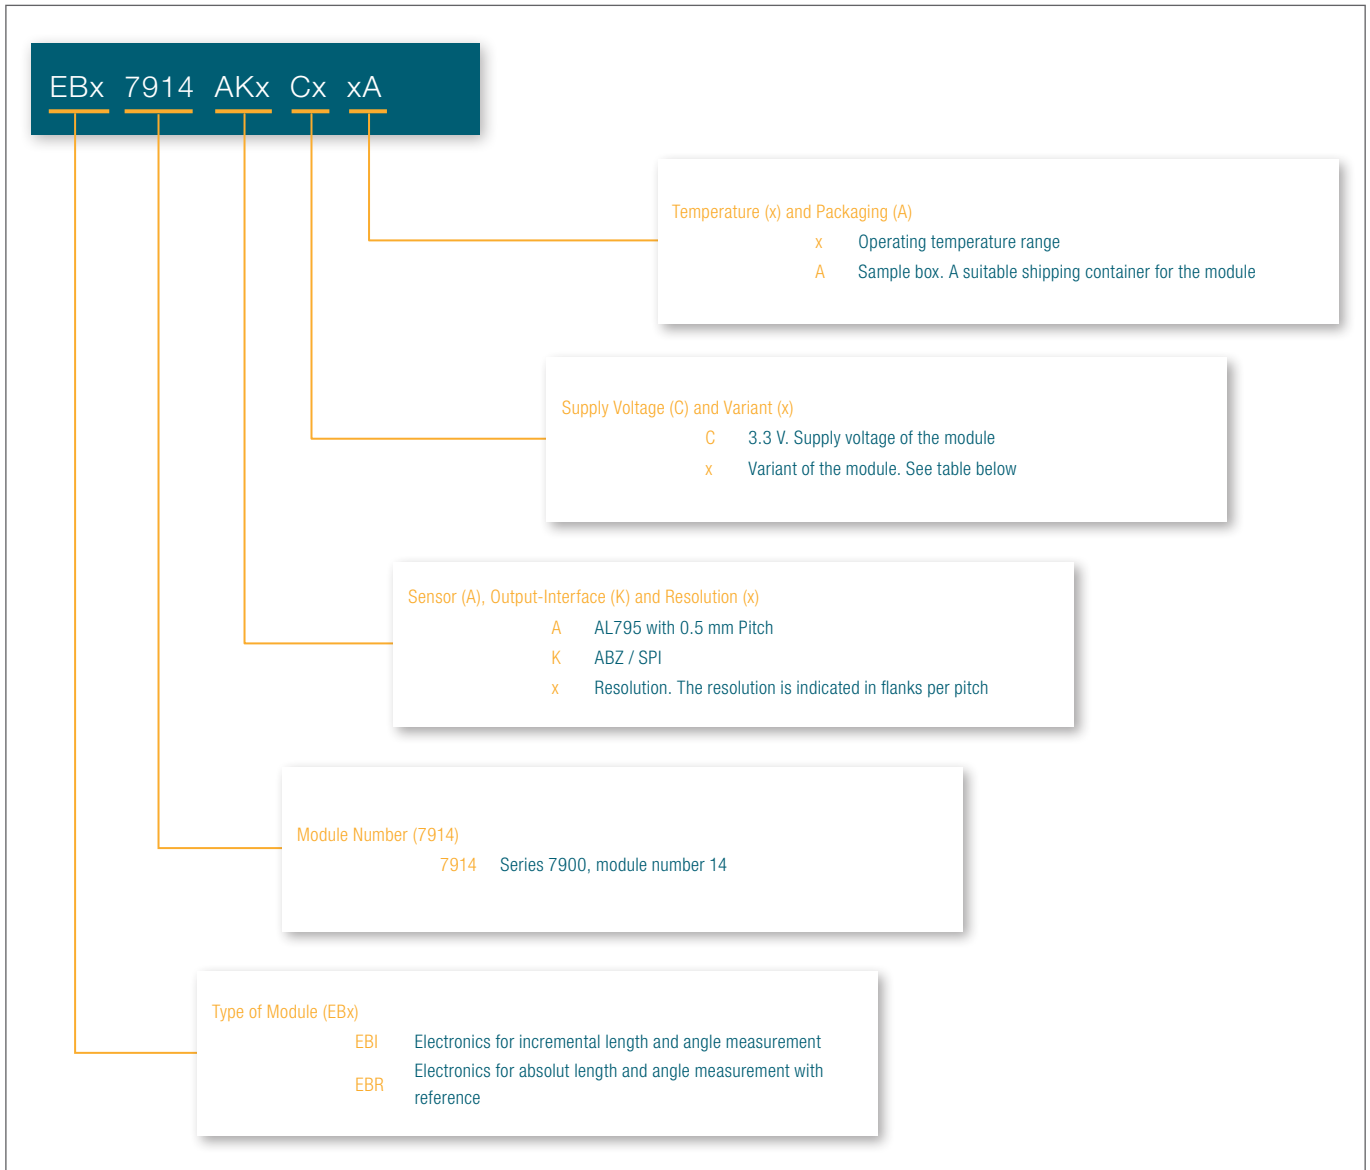 EBx 7914 AKx Cx xA
Temperature (x) and Packaging (A)
x Operating temperature range
A Sample box. A suitable shipping container for the module
Supply Voltage (C) and Variant (x)
C 3.3 V. Supply voltage of the module
x Variant of the module. See table below
Sensor (A), Output-Interface (K) and Resolution (x)
A AL795 with 0.5 mm Pitch
K ABZ / SPI
x Resolution. The resolution is indicated in flanks per pitch
Module Number (7914)
7914 Series 7900, module number 14
Type of Module (EBx)
EBI Electronics for incremental length and angle measurement
EBR Electronics for absolut length and angle measurement with
reference